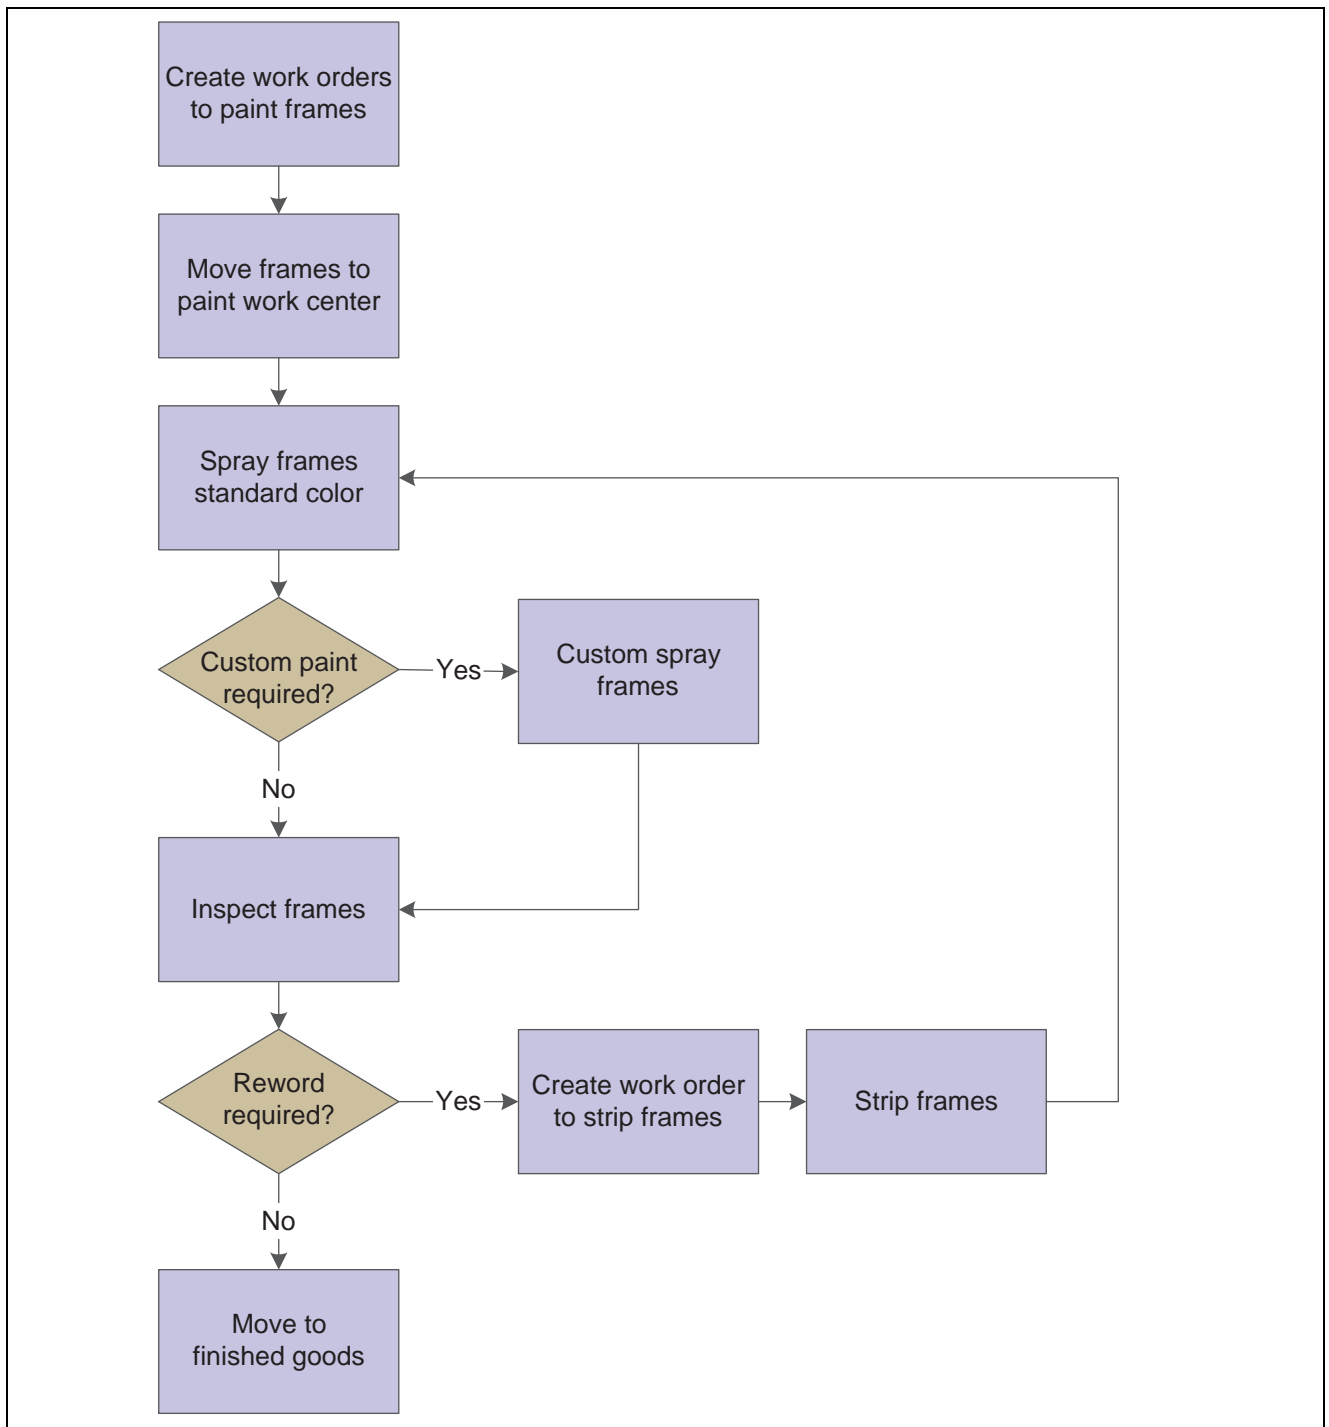 Create work orders
to paint frames
Move frames to
paint work center
Spray frames
standard color
Custom paint
required?
Yes
Custom spray
frames
No
Inspect frames
Reword
required?
Yes
Create work order
to strip frames
Strip frames
No
Move to
finished goods